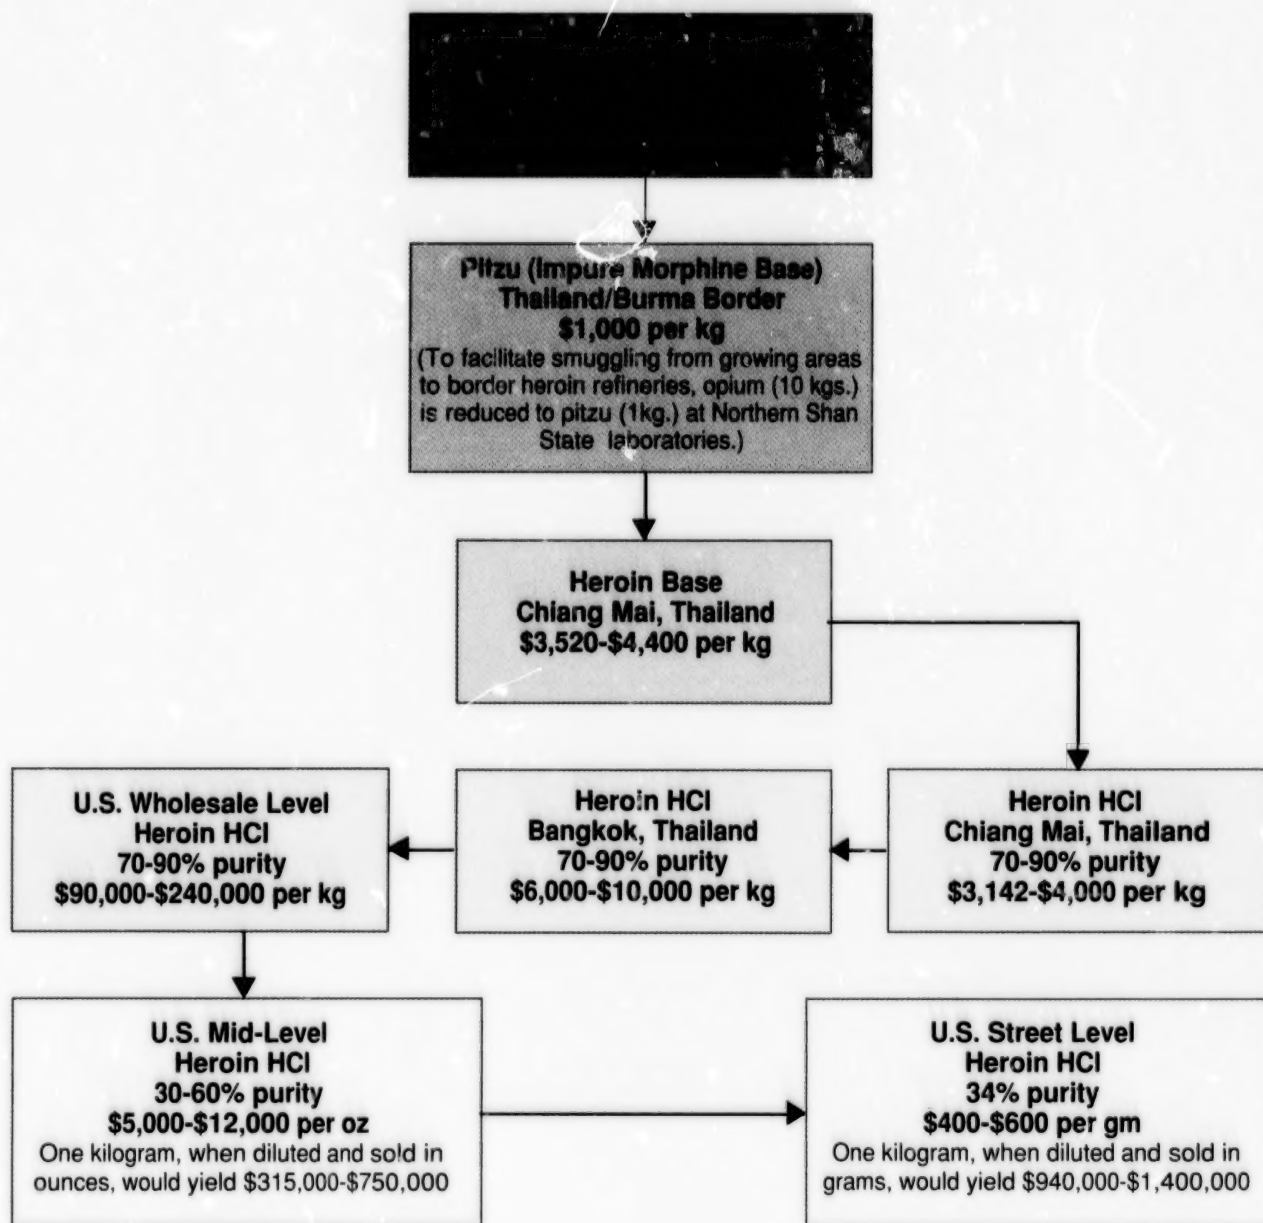 Pitzu (Impure Morphine Base)
Thailand/Burma Border
$1,000 per kg
(To facilitate smuggling from growing areas
to border heroin refineries, opium (10 kgs.)
is reduced to pitzu (1kg.) at Northern Shan
State laboratories.)
Heroin Base
Chiang Mai, Thailand
$3,520-$4,400 per kg
Heroin HCl
Chiang Mai, Thailand
70-90% purity
$3,142-$4,000 per kg
Heroin HCl
Bangkok, Thailand
70-90% purity
$6,000-$10,000 per kg
U.S. Wholesale Level
Heroin HCl
70-90% purity
$90,000-$240,000 per kg
U.S. Mid-Level
Heroin HCl
30-60% purity
$5,000-$12,000 per oz
One kilogram, when diluted and sold in
ounces, would yield $315,000-$750,000
U.S. Street Level
Heroin HCl
34% purity
$400-$600 per gm
One kilogram, when diluted and sold in
grams, would yield $940,000-$1,400,000